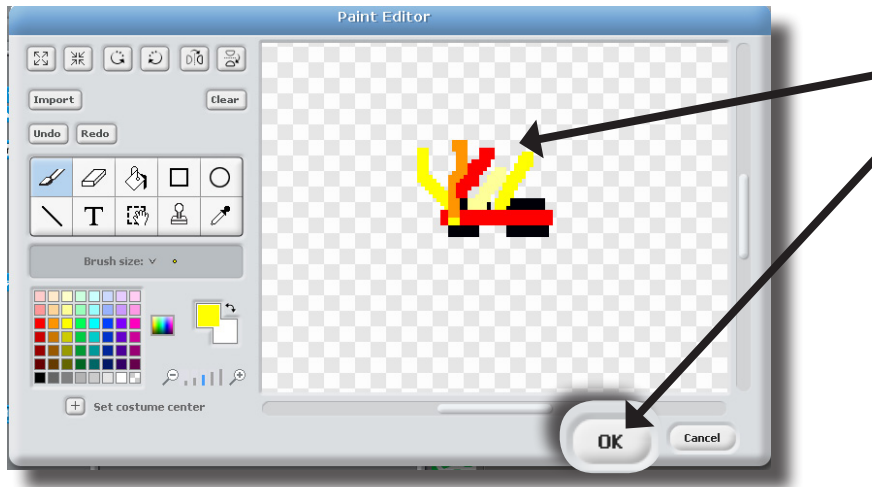 Paint Editor
Import
Clear
Undo
Redo
T
Brush size:
Set costume center
OK
Cancel